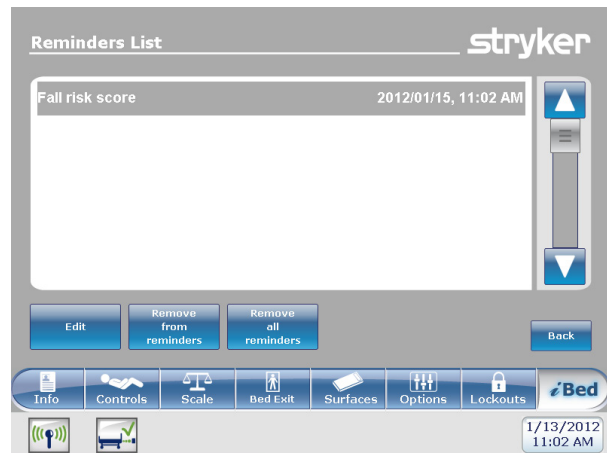 Reminders List
stryker
Fall risk score 2012/01/15, 11:02 AM
Edit
Remove
from
reminders
Remove
all
reminders
Back
Info
Controls
Scale
Bed Exit
Surfaces
Options
Lockouts
iBed
1/13/2012
11:02 AM